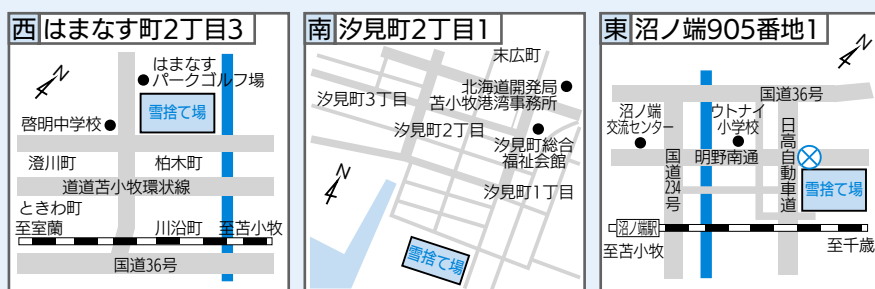 西 はまなす町2丁目3
N
はまなす
パークゴルフ場
雪捨て場
啓明中学校
澄川町
柏木町
道道苫小牧環状線
ときわ町
至室蘭
川沿町
至苫小牧
国道36号
南 汐見町2丁目1
末広町
北海道開発局
苫小牧港湾事務所
汐見町3丁目
汐見町2丁目
汐見町総合
福祉会館
N
汐見町1丁目
雪捨て場
東 沼ノ端905番地1
N
国道36号
沼ノ端
交流センター
ウトナイ
小学校
日高自動車道
国道234号
明野南通
雪捨て場
沼ノ端駅
至苫小牧
至千歳